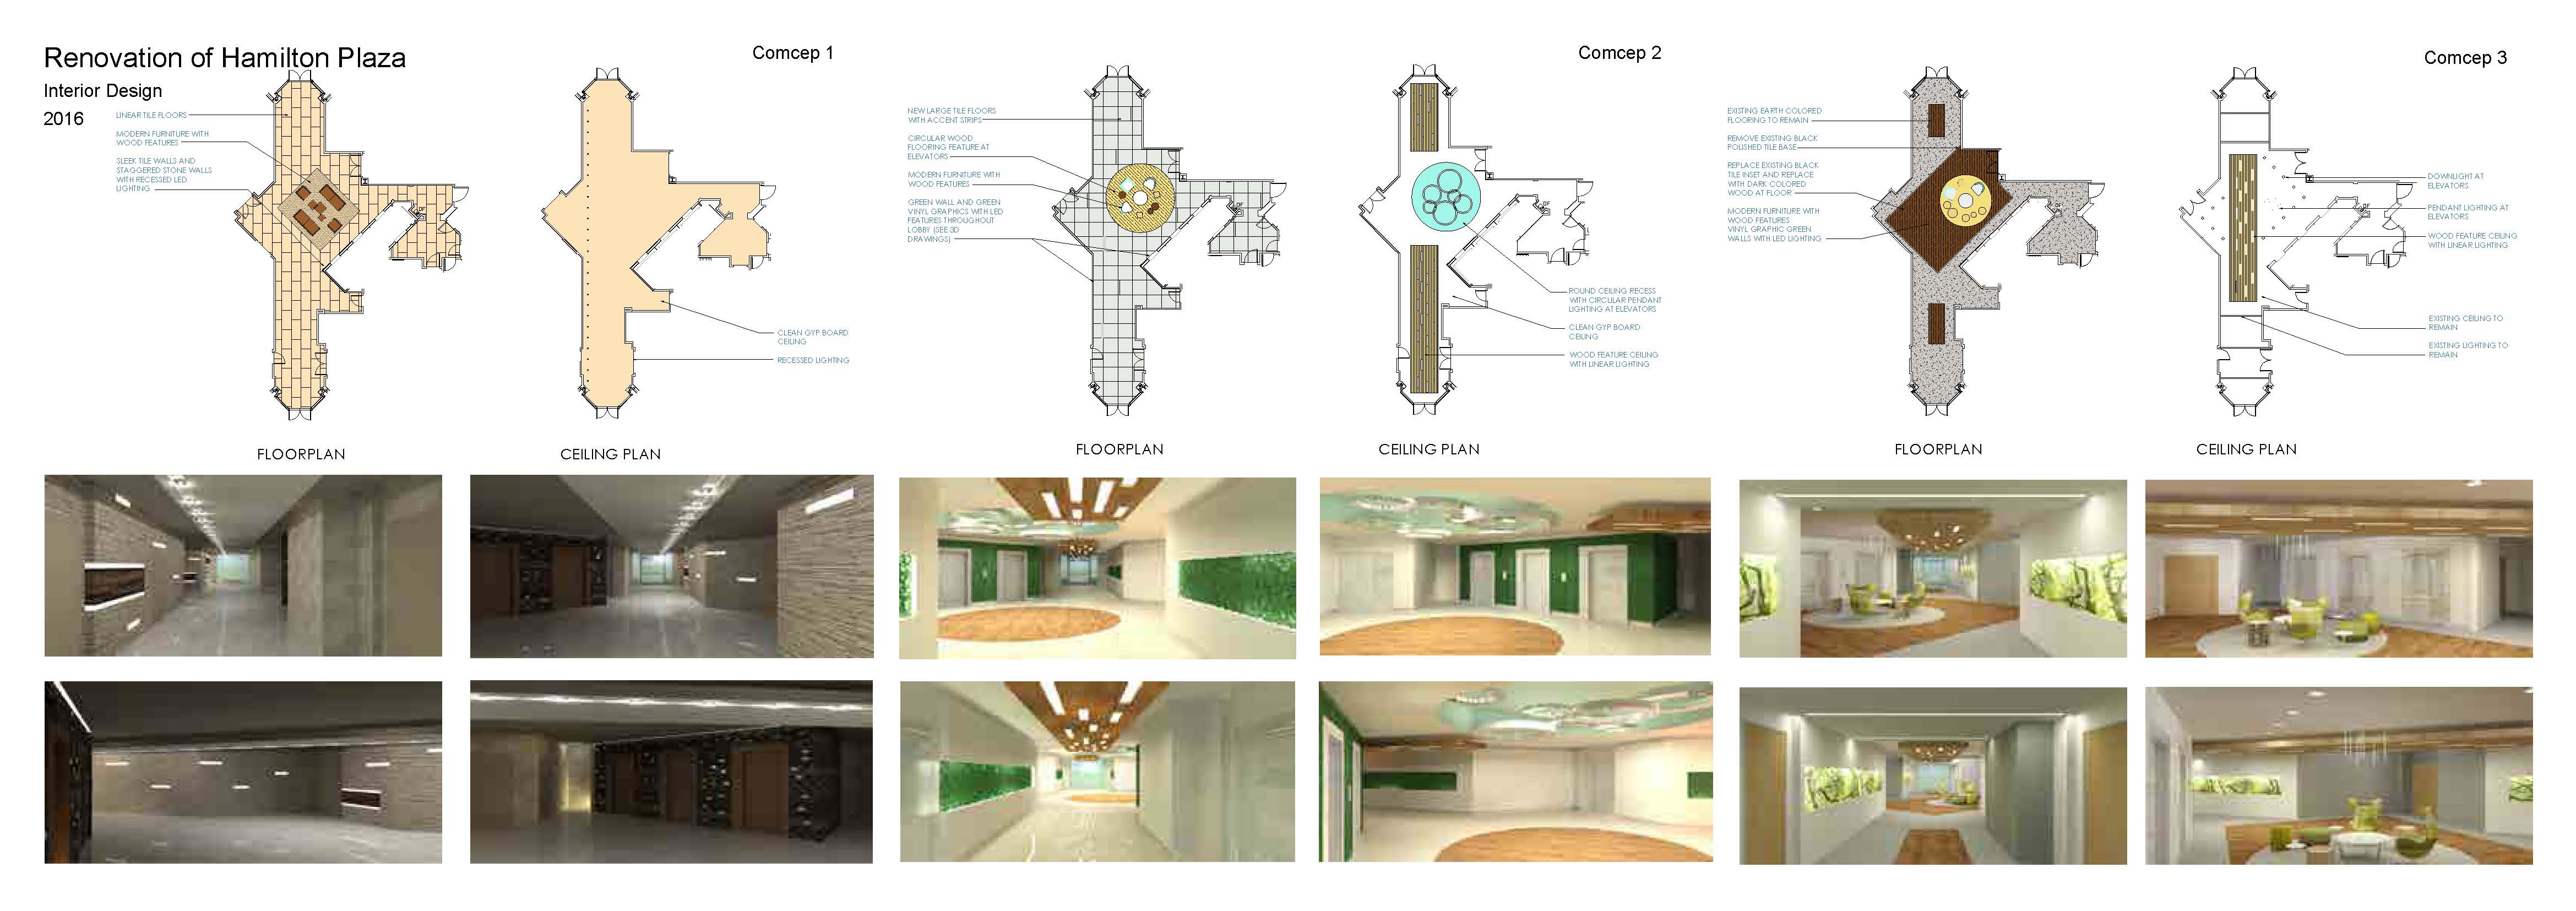 Renovation of Hamilton Plaza
Interior Design
2016
Comcep 1
LINEAR TILE FLOORS
MODERN FURNITURE WITH
WOOD FEATURES
SLEEK TILE WALLS AND
STAGGERED STONE WALLS
WITH RECESSED LED
LIGHTING
DF
CLEAN GYP BOARD
CEILING
RECESSED LIGHTING
FLOORPLAN
CEILING PLAN
Comcep 2
NEW LARGE TILE FLOORS
WITH ACCENT STRIPS
CIRCULAR WOOD
FLOORING FEATURE AT
ELEVATORS
MODERN FURNITURE WITH
WOOD FEATURES
GREEN WALL AND GREEN
VINYL GRAPHICS WITH LED
FEATURES THROUGHOUT
LOBBY (SEE 3D
DRAWINGS)
DF
DF
ROUND CEILING RECESS
WITH CIRCULAR PENDANT
LIGHTING AT ELEVATORS
CLEAN GYP BOARD
CEILING
WOOD FEATURE CEILING
WITH LINEAR LIGHTING
FLOORPLAN
CEILING PLAN
Comcep 3
EXISTING EARTH COLORED
FLOORING TO REMAIN
REMOVE EXISTING BLACK
POLISHED TILE BASE
REPLACE EXISTING BLACK
TILE INSET AND REPLACE
WITH DARK COLORED
WOOD AT FLOOR
MODERN FURNITURE WITH
WOOD FEATURES
VINYL GRAPHIC GREEN
WALLS WITH LED LIGHTING
DF
DF
DOWNLIGHT AT
ELEVATORS
PENDANT LIGHTING AT
ELEVATORS
WOOD FEATURE CEILING
WITH LINEAR LIGHTING
EXISTING CEILING TO
REMAIN
EXISTING LIGHTING TO
REMAIN
FLOORPLAN
CEILING PLAN